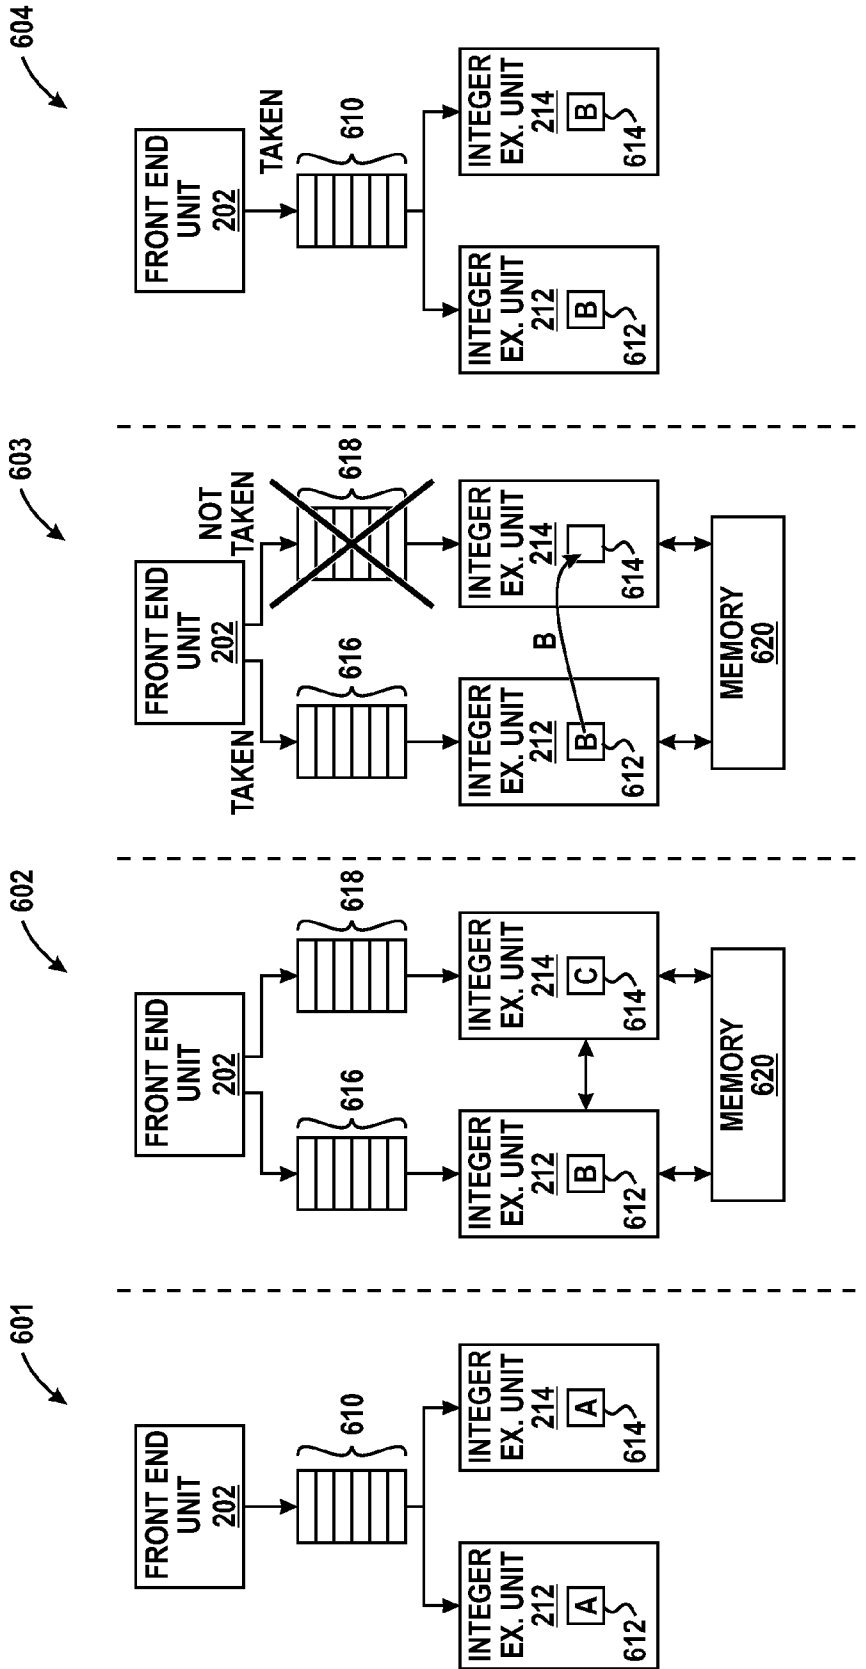 601
FRONT END
UNIT
202
610
INTEGER
EX. UNIT
212
A
612
INTEGER
EX. UNIT
214
A
614
602
FRONT END
UNIT
202
616
618
INTEGER
EX. UNIT
212
B
612
INTEGER
EX. UNIT
214
C
614
MEMORY
620
603
FRONT END
UNIT
202
TAKEN
NOT
TAKEN
616
618
INTEGER
EX. UNIT
212
B
612
B
INTEGER
EX. UNIT
214
614
MEMORY
620
604
FRONT END
UNIT
202
TAKEN
610
INTEGER
EX. UNIT
212
B
612
INTEGER
EX. UNIT
214
B
614